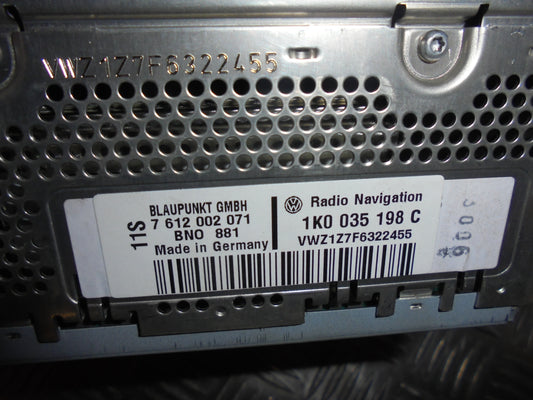 VWZ1Z7F6322455
11S
BLAUPUNKT GMBH
7 612 002 071
BNO 881
Made in Germany
Radio Navigation
1K0 035 198 C
VWZ1Z7F6322455